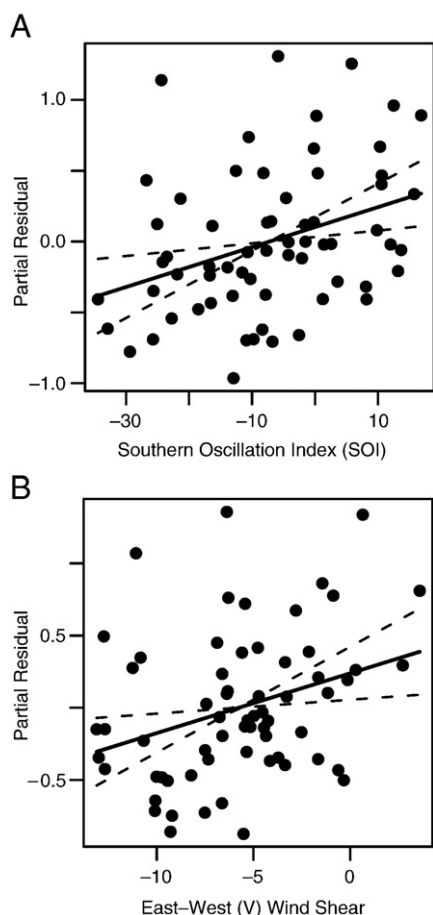 A
Partial Residual
1.0
0.0
−1.0
−30
−10
10
Southern Oscillation Index (SOI)
B
Partial Residual
0.5
−0.5
−10
−5
0
East–West (V) Wind Shear